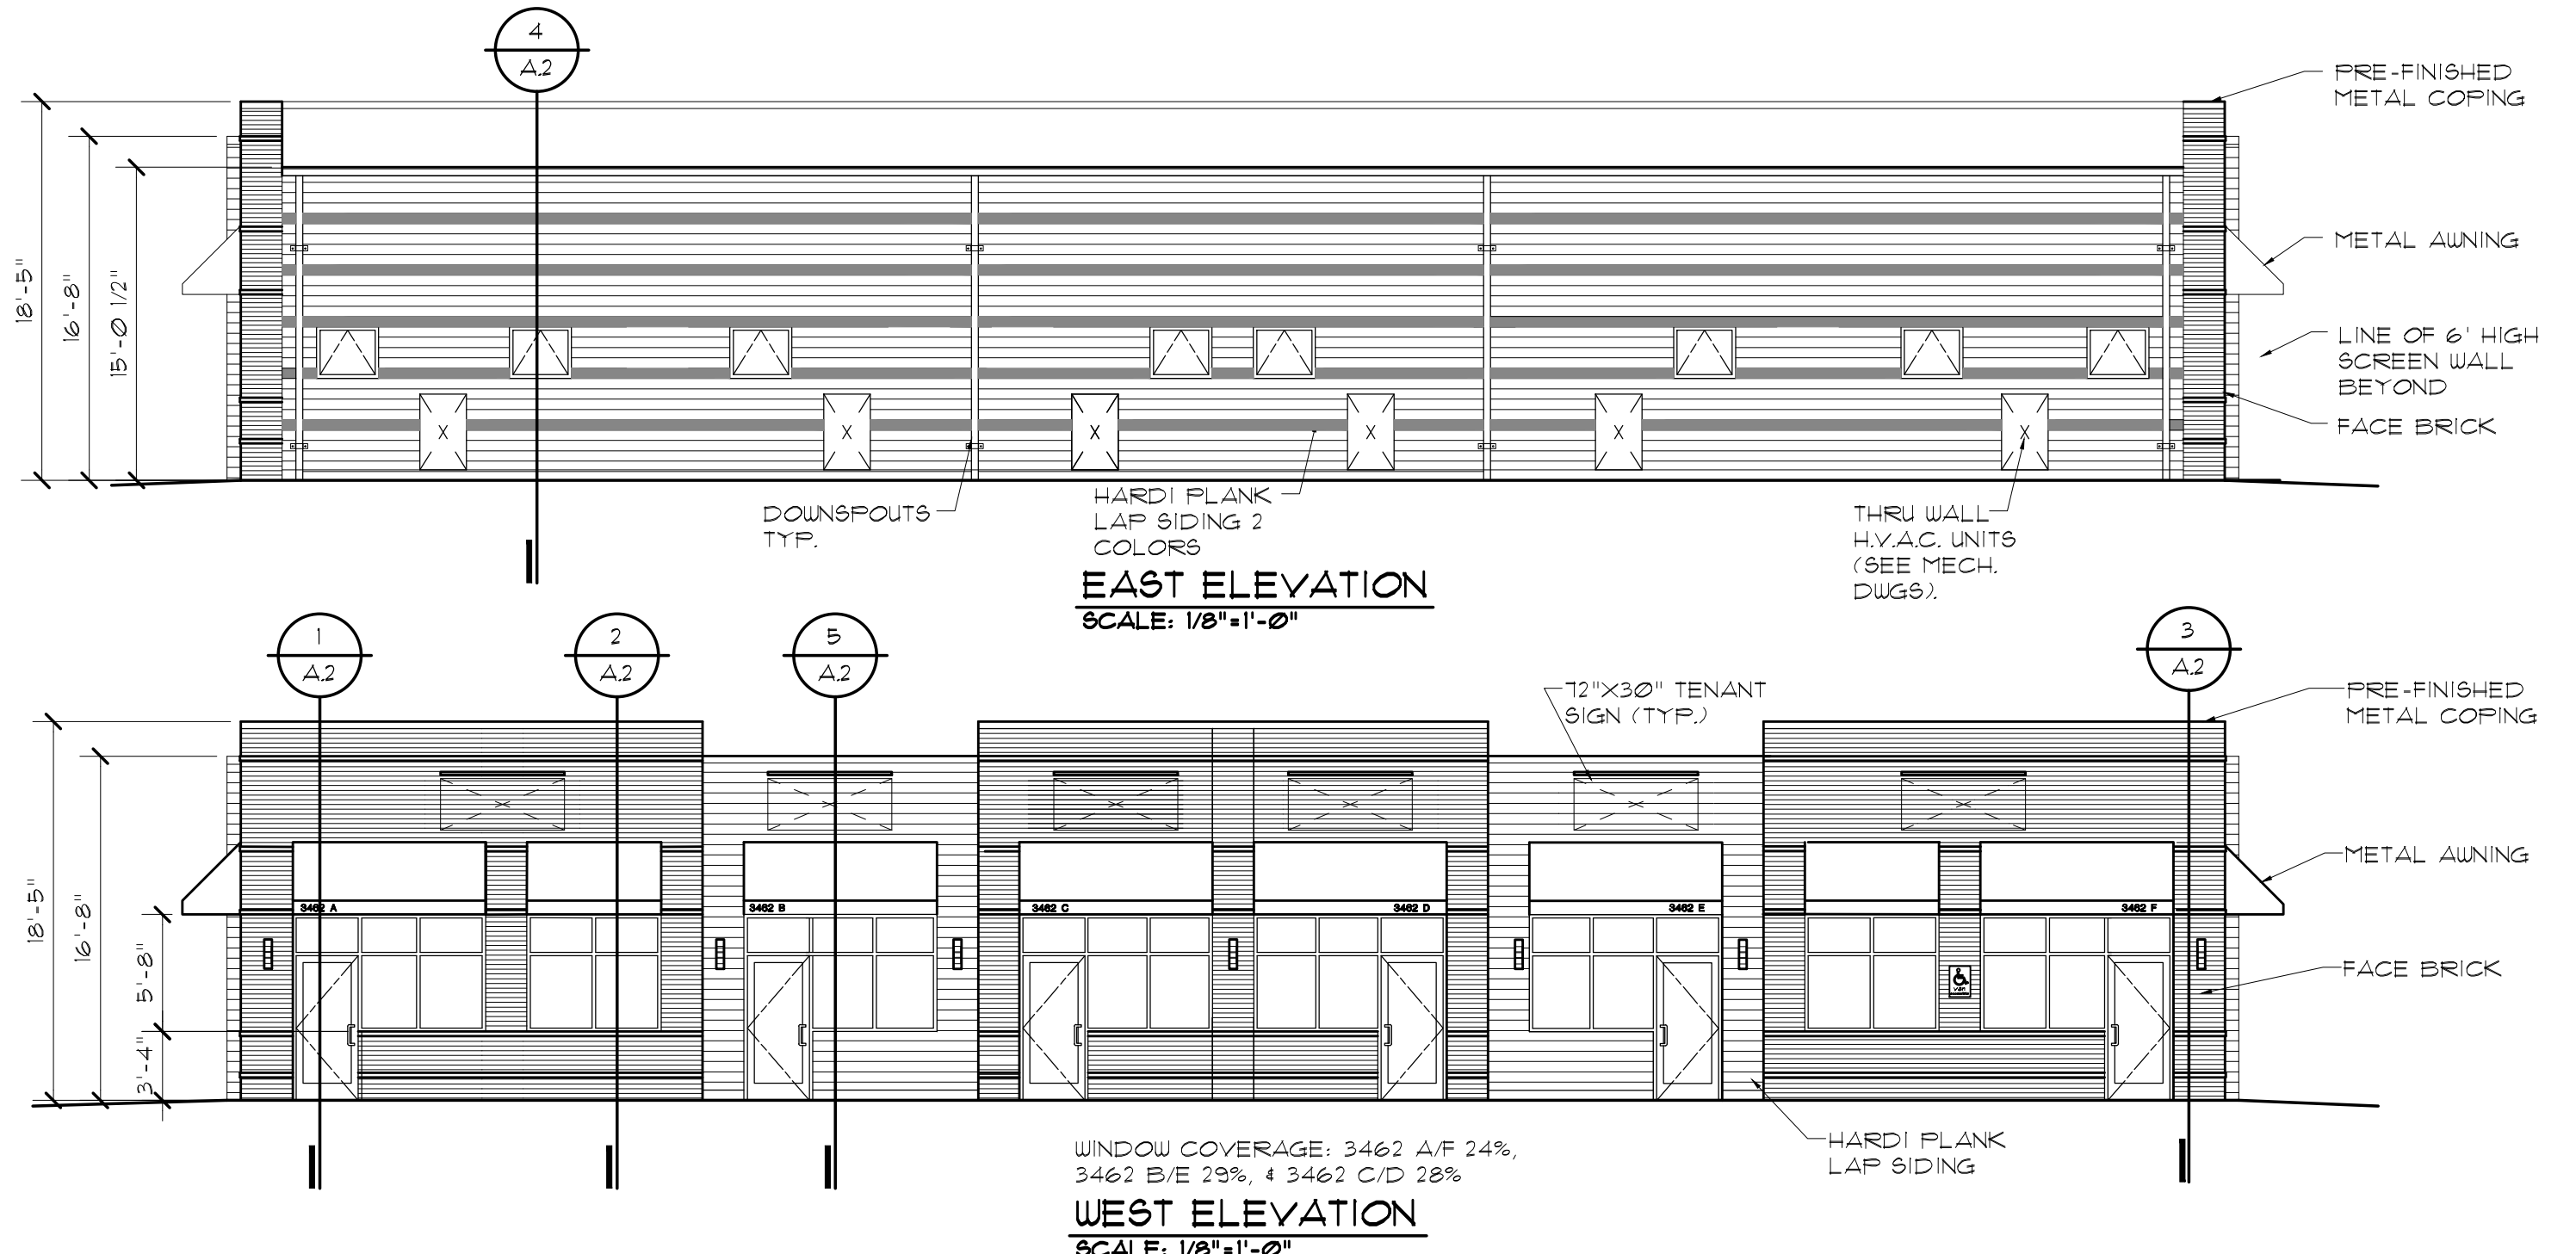 4
A.2
PRE-FINISHED
METAL COPING
METAL AWNING
LINE OF 6' HIGH
SCREEN WALL
BEYOND
FACE BRICK
18'-5"
16'-8"
15'-0 1/2"
DOWNSPOUTS
TYP.
HARDI PLANK
LAP SIDING 2
COLORS
THRU WALL
H.V.A.C. UNITS
(SEE MECH.
DWGS).
X
X
X
X
X
X
EAST ELEVATION
SCALE: 1/8"=1'-0"
1
A.2
2
A.2
5
A.2
3
A.2
72"X30" TENANT
SIGN (TYP.)
PRE-FINISHED
METAL COPING
METAL AWNING
FACE BRICK
18'-5"
16'-8"
5'-8"
3'-4"
3462 A
3462 B
3462 C
3462 D
3462 E
3462 F
HARDI PLANK
LAP SIDING
WINDOW COVERAGE: 3462 A/F 24%,
3462 B/E 29%, & 3462 C/D 28%
WEST ELEVATION
SCALE: 1/8"=1'-0"